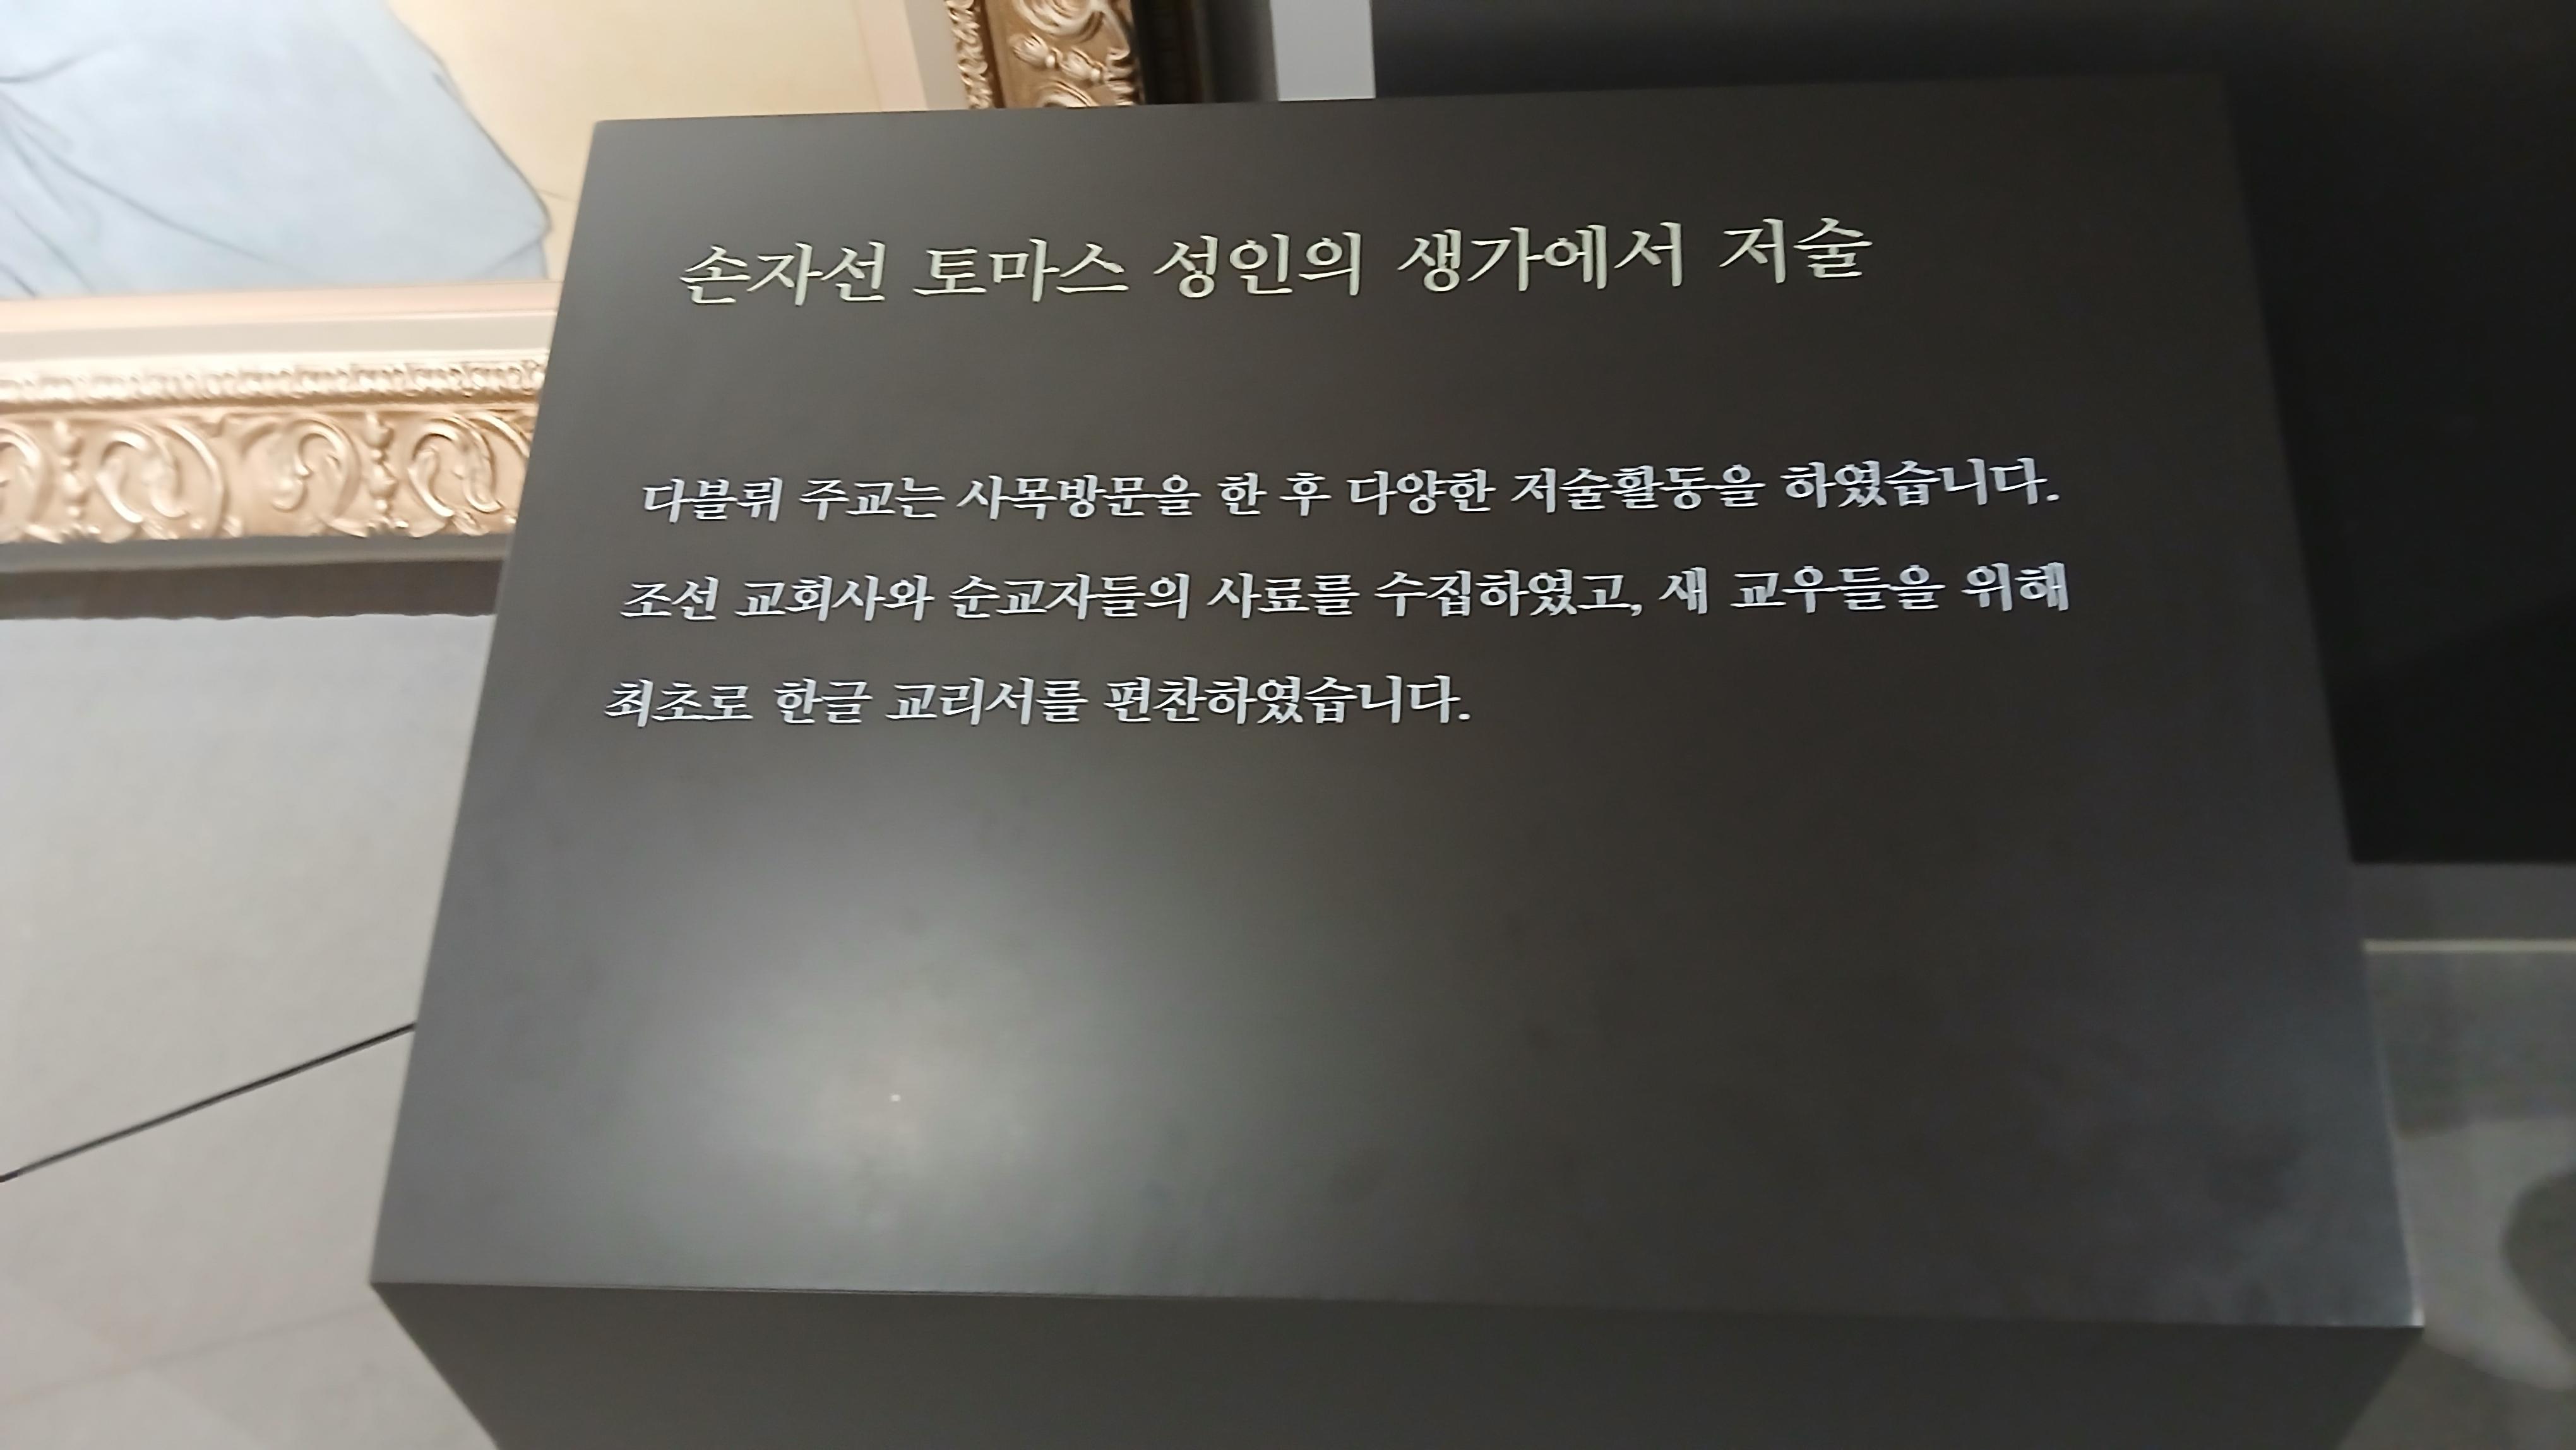 손자선 토마스 성인의 생가에서 저술
다블뤼 주교는 사목방문을 한 후 다양한 저술활동을 하였습니다.
조선 교회사와 순교자들의 사료를 수집하였고, 새 교우들을 위해
최초로 한글 교리서를 편찬하였습니다.